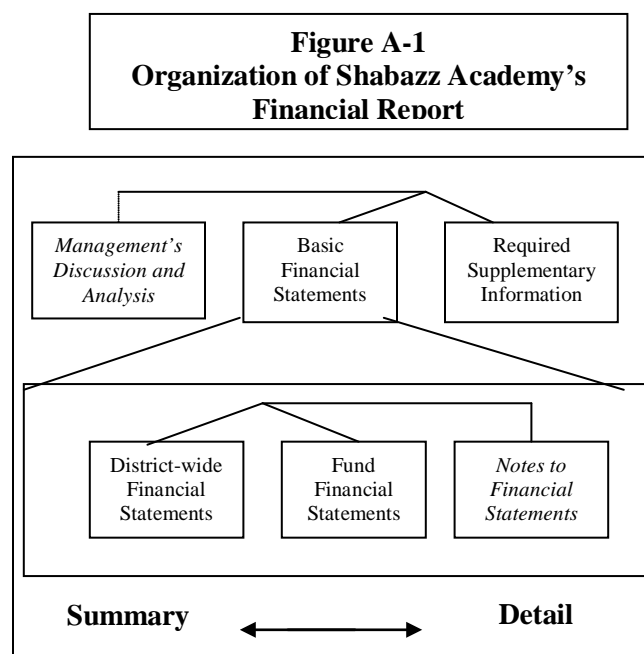 Figure A-1
Organization of Shabazz Academy's
Financial Report
Management's
Discussion and
Analysis
Basic
Financial
Statements
Required
Supplementary
Information
District-wide
Financial
Statements
Fund
Financial
Statements
Notes to
Financial
Statements
Summary
Detail